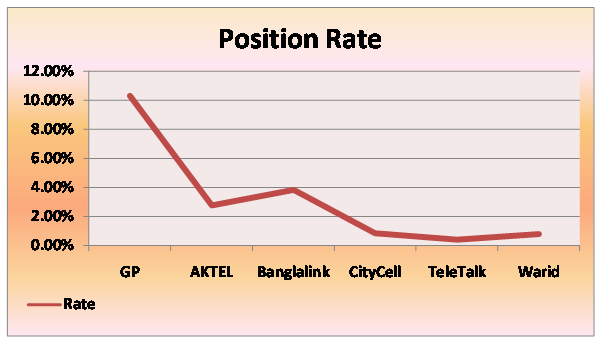 Position Rate
12.00%
10.00%
8.00%
6.00%
4.00%
2.00%
0.00%
GP AKTEL Banglalink CityCell TeleTalk Warid
Rate